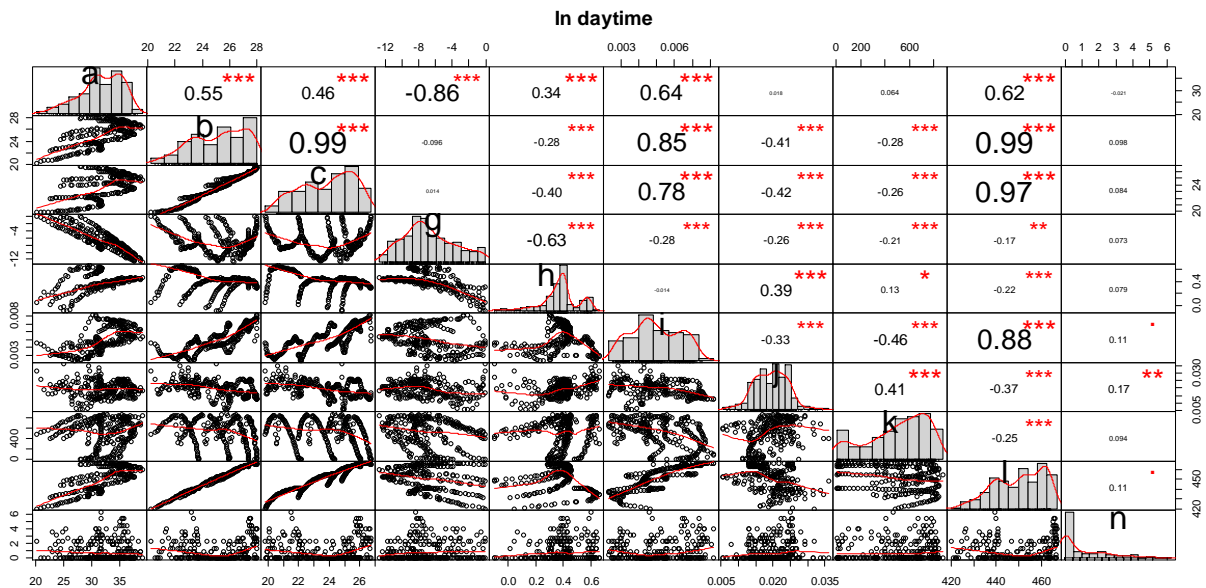 In daytime
20 22 24 26 28 -12 -8 -4 0 0.003 0.006 0 200 600 0 1 2 3 4 5 6
a 0.55 *** 0.46 *** -0.86 *** 0.34 *** 0.64 *** 0.018 0.064 0.62 *** -0.021 20 30
20 24 28 b 0.99 *** -0.096 -0.28 *** 0.85 *** -0.41 *** -0.28 *** 0.99 *** 0.098
c 0.014 -0.40 *** 0.78 *** -0.42 *** -0.26 *** 0.97 *** 0.084 20 24
-12 -4 g -0.63 *** -0.28 *** -0.26 *** -0.21 *** -0.17 ** 0.073
h -0.014 0.39 *** 0.13 * -0.22 *** 0.079 0.0 0.4
0.003 0.008 i -0.33 *** -0.46 *** 0.88 *** 0.11 .
j 0.41 *** -0.37 *** 0.17 ** 0.005 0.030
0 400 k -0.25 *** 0.094
l 0.11 . 420 450
0 2 4 6 n
20 25 30 35 20 22 24 26 0.0 0.2 0.4 0.6 0.005 0.020 0.035 420 440 460